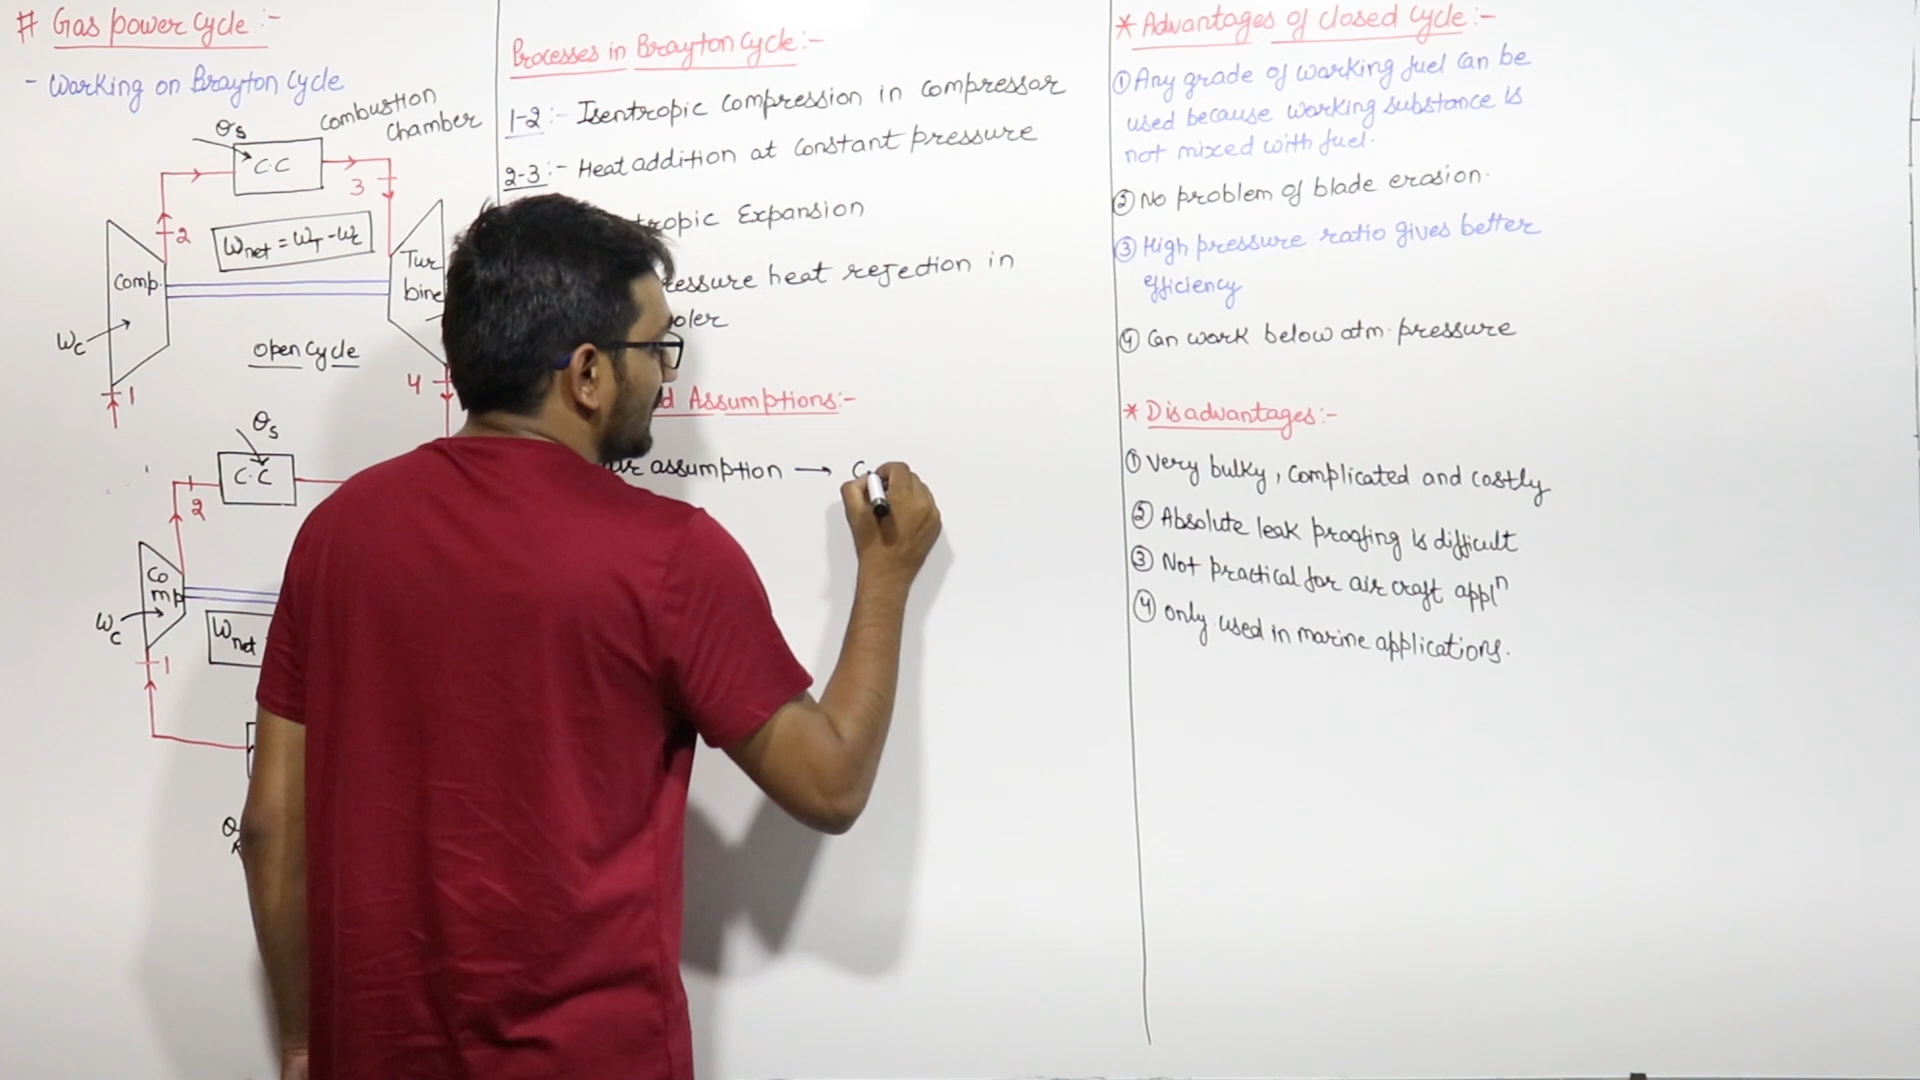 # Gas power cycle :-
- Working on Brayton Cycle
combustion
chamber
Qs
C.C
3
2
Wnet = WT - Wc
Comp.
Tur
bine
Wc
open cycle
1
4
Qs
C.C
2
Co
mp
Wc
Wnet
1
Q
Processes in Brayton Cycle :-
1-2 :- Isentropic Compression in compressor
2-3 :- Heat addition at Constant pressure
Expansion
heat rejection in
Assumptions :-
assumption →
* Advantages of closed cycle :-
① Any grade of working fuel can be
used because working substance is
not mixed with fuel.
② No problem of blade erosion.
③ High pressure ratio gives better
efficiency
④ Can work below atm. pressure
* Disadvantages :-
① Very bulky, complicated and costly
② Absolute leak proofing is difficult
③ Not practical for air craft applⁿ
④ only used in marine applications.